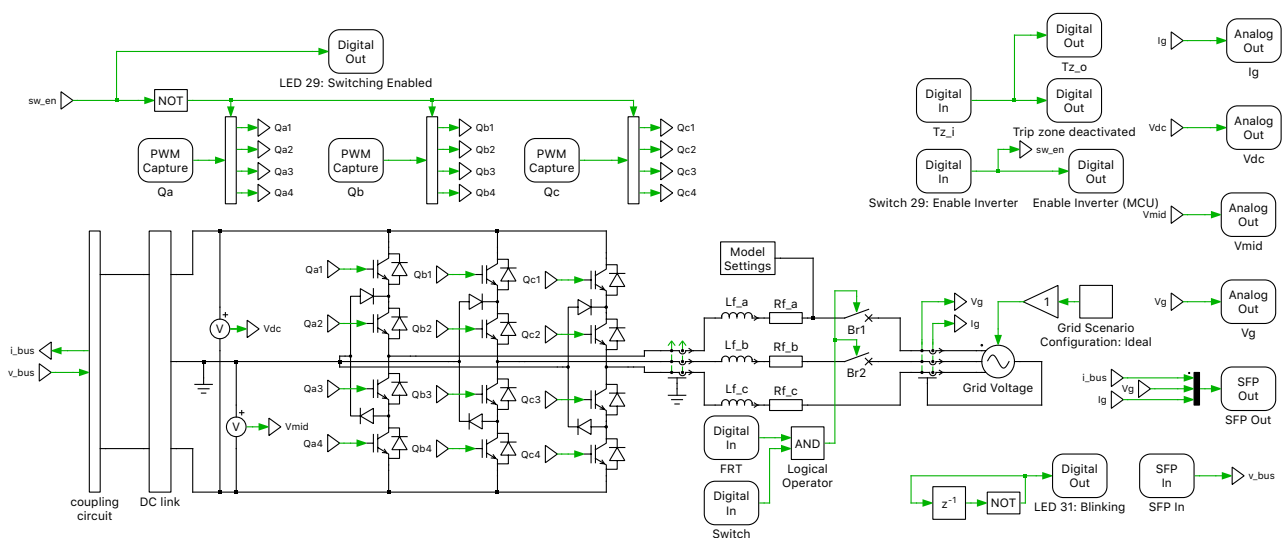 Digital
Out
LED 29: Switching Enabled
sw_en
NOT
PWM
Capture
Qa
Qa1
Qa2
Qa3
Qa4
PWM
Capture
Qb
Qb1
Qb2
Qb3
Qb4
PWM
Capture
Qc
Qc1
Qc2
Qc3
Qc4
Digital
In
Tz_i
Digital
Out
Tz_o
Digital
Out
Trip zone deactivated
Digital
In
Switch 29: Enable Inverter
sw_en
Digital
Out
Enable Inverter (MCU)
Ig
Analog
Out
Ig
Vdc
Analog
Out
Vdc
Vmid
Analog
Out
Vmid
Vg
Analog
Out
Vg
i_bus
v_bus
coupling
circuit
DC link
V
+
Vdc
V
+
Vmid
Qa1
Qa2
Qa3
Qa4
Qb1
Qb2
Qb3
Qb4
Qc1
Qc2
Qc3
Qc4
Model
Settings
Lf_a
Rf_a
Br1
Lf_b
Rf_b
Br2
Lf_c
Rf_c
Vg
Ig
1
Grid Scenario
Configuration: Ideal
Grid Voltage
Digital
In
FRT
Digital
In
Switch
AND
Logical
Operator
i_bus
Vg
Ig
SFP
Out
SFP Out
z-1
NOT
Digital
Out
LED 31: Blinking
SFP
In
SFP In
v_bus